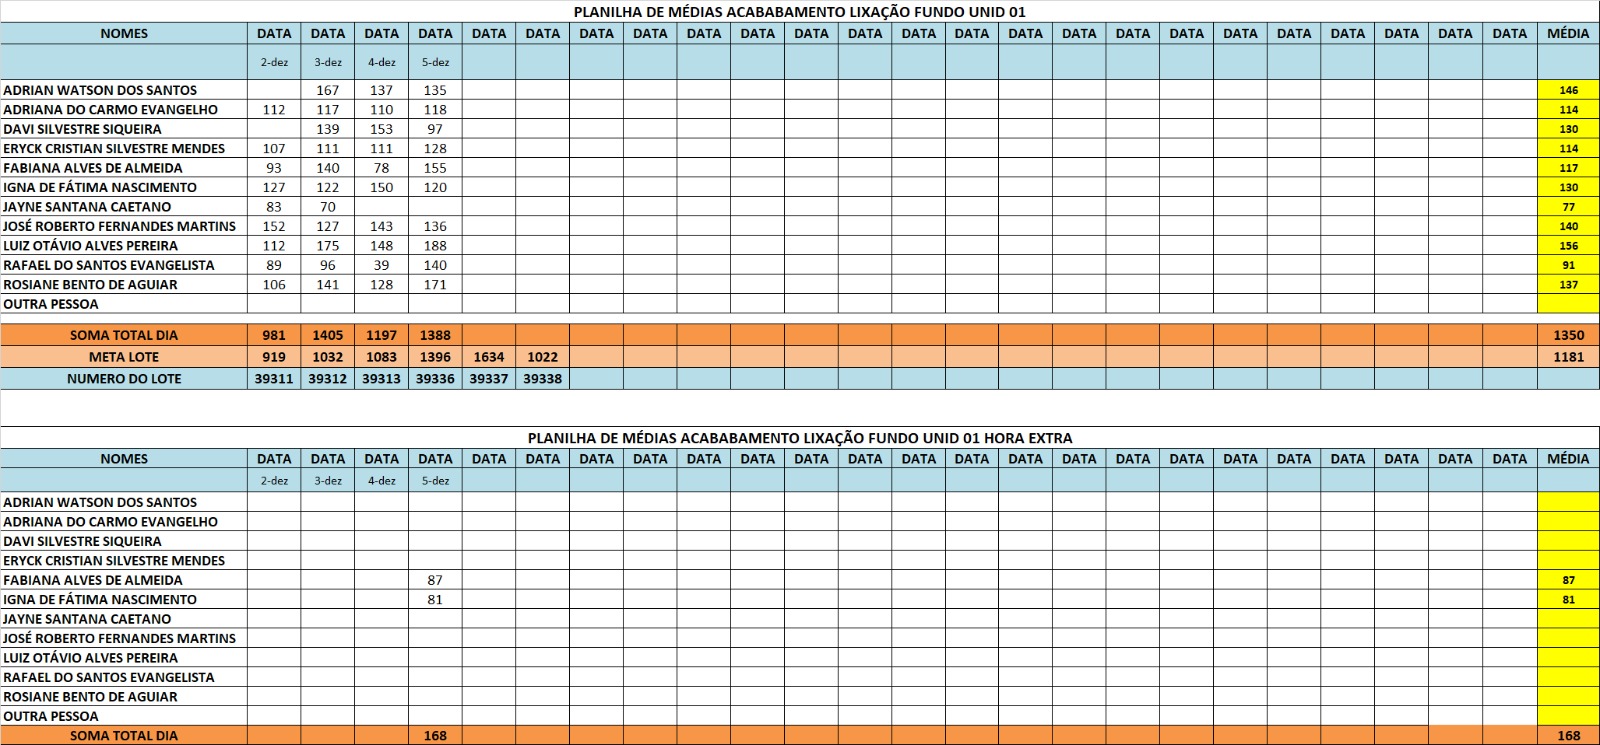 PLANILHA DE MÉDIAS ACABABAMENTO LIXAÇÃO FUNDO UNID 01
NOMES DATA DATA DATA DATA DATA DATA DATA DATA DATA DATA DATA DATA DATA DATA DATA DATA DATA DATA DATA DATA DATA DATA DATA DATA MÉDIA
2-dez 3-dez 4-dez 5-dez
ADRIAN WATSON DOS SANTOS 167 137 135 146
ADRIANA DO CARMO EVANGELHO 112 117 110 118 114
DAVI SILVESTRE SIQUEIRA 139 153 97 130
ERYCK CRISTIAN SILVESTRE MENDES 107 111 111 128 114
FABIANA ALVES DE ALMEIDA 93 140 78 155 117
IGNA DE FÁTIMA NASCIMENTO 127 122 150 120 130
JAYNE SANTANA CAETANO 83 70 77
JOSÉ ROBERTO FERNANDES MARTINS 152 127 143 136 140
LUIZ OTÁVIO ALVES PEREIRA 112 175 148 188 156
RAFAEL DO SANTOS EVANGELISTA 89 96 39 140 91
ROSIANE BENTO DE AGUIAR 106 141 128 171 137
OUTRA PESSOA
SOMA TOTAL DIA 981 1405 1197 1388 1350
META LOTE 919 1032 1083 1396 1634 1022 1181
NUMERO DO LOTE 39311 39312 39313 39336 39337 39338
PLANILHA DE MÉDIAS ACABABAMENTO LIXAÇÃO FUNDO UNID 01 HORA EXTRA
NOMES DATA DATA DATA DATA DATA DATA DATA DATA DATA DATA DATA DATA DATA DATA DATA DATA DATA DATA DATA DATA DATA DATA DATA DATA MÉDIA
2-dez 3-dez 4-dez 5-dez
ADRIAN WATSON DOS SANTOS
ADRIANA DO CARMO EVANGELHO
DAVI SILVESTRE SIQUEIRA
ERYCK CRISTIAN SILVESTRE MENDES
FABIANA ALVES DE ALMEIDA 87 87
IGNA DE FÁTIMA NASCIMENTO 81 81
JAYNE SANTANA CAETANO
JOSÉ ROBERTO FERNANDES MARTINS
LUIZ OTÁVIO ALVES PEREIRA
RAFAEL DO SANTOS EVANGELISTA
ROSIANE BENTO DE AGUIAR
OUTRA PESSOA
SOMA TOTAL DIA 168 168